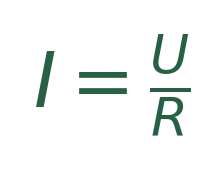 I = U/R